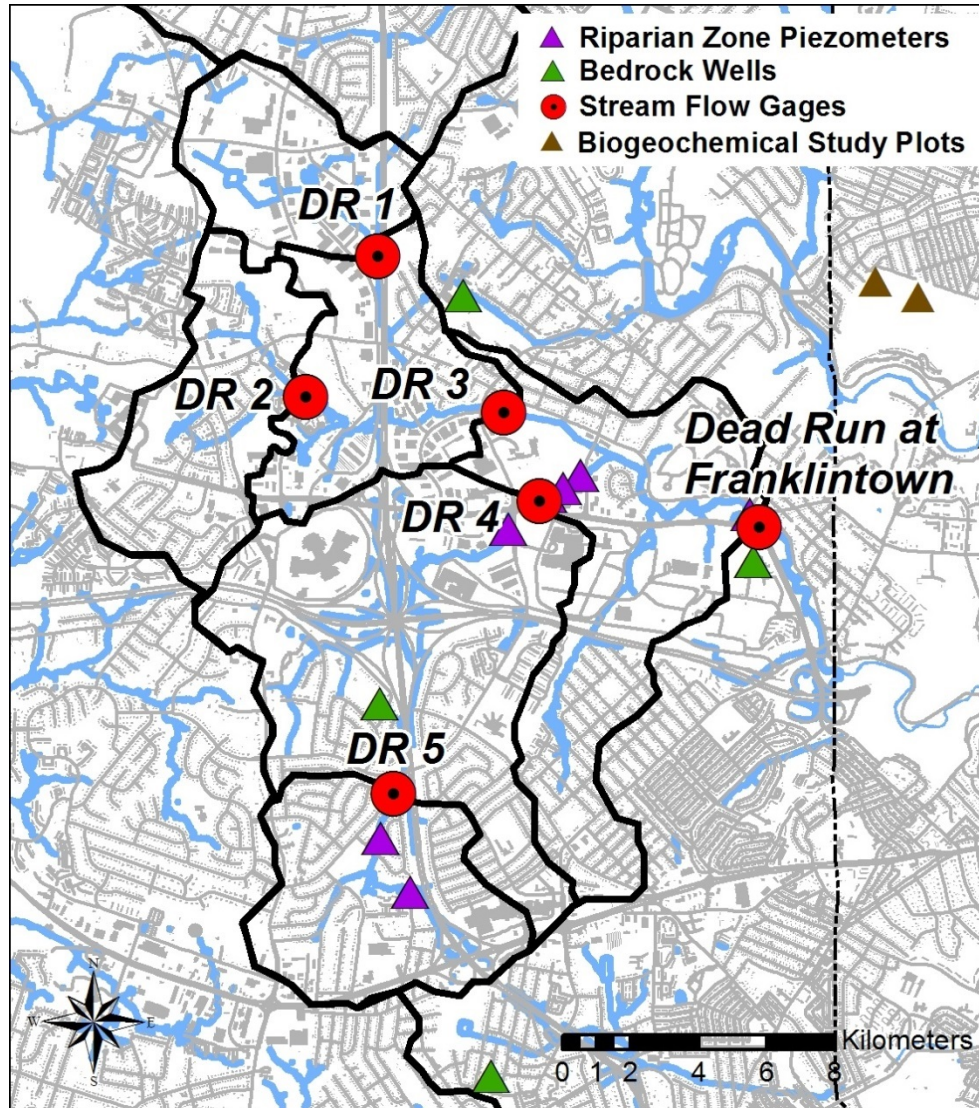 Riparian Zone Piezometers
Bedrock Wells
Stream Flow Gages
Biogeochemical Study Plots
DR 1
DR 2
DR 3
Dead Run at
Franklintown
DR 4
DR 5
N
W
E
S
Kilometers
0 1 2 4 6 8